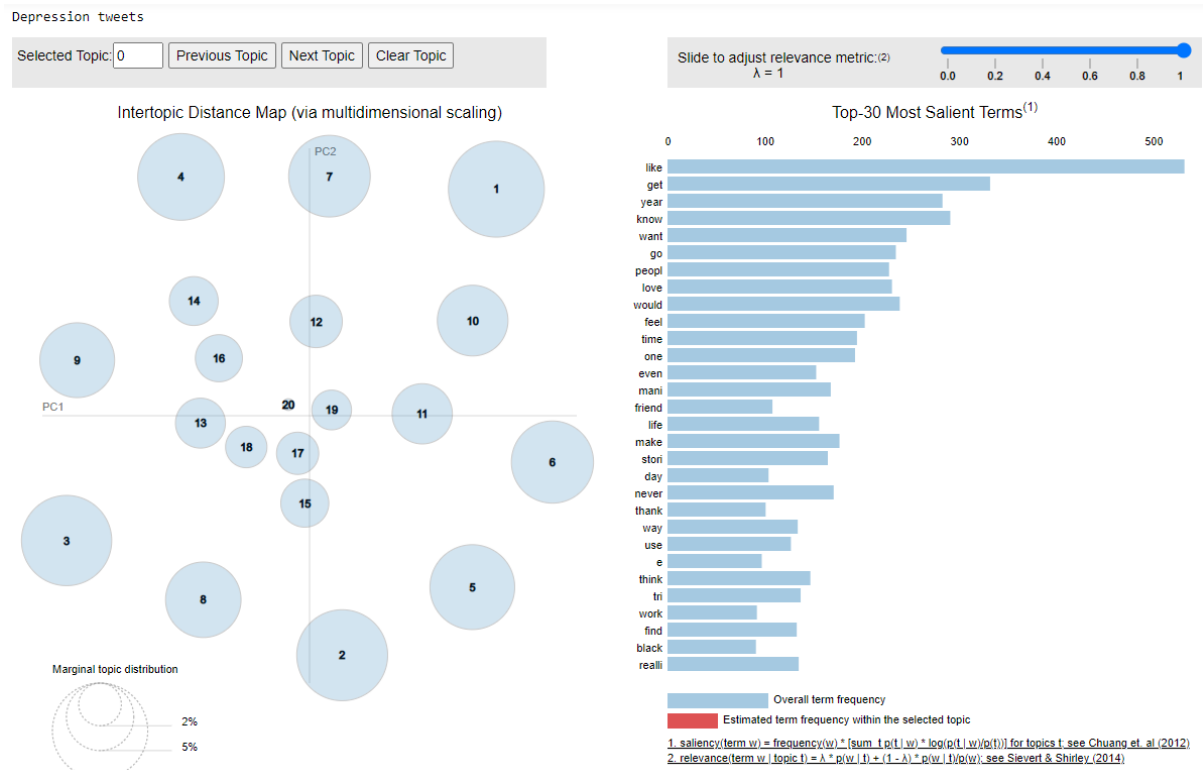 Depression tweets
Selected Topic: 0 Previous Topic Next Topic Clear Topic
Slide to adjust relevance metric:(2)
λ = 1
0.0 0.2 0.4 0.6 0.8 1
Intertopic Distance Map (via multidimensional scaling)
PC2
PC1
4
7
1
14
12
10
9
16
20
19
11
13
18
17
6
15
3
8
5
2
Marginal topic distribution
2%
5%
Top-30 Most Salient Terms(1)
0 100 200 300 400 500
like
get
year
know
want
go
peopl
love
would
feel
time
one
even
mani
friend
life
make
stori
day
never
thank
way
use
e
think
tri
work
find
black
realli
Overall term frequency
Estimated term frequency within the selected topic
1. saliency(term w) = frequency(w) * [sum_t p(t | w) * log(p(t | w)/p(t))] for topics t; see Chuang et. al (2012)
2. relevance(term w | topic t) = λ * p(w | t) + (1 - λ) * p(w | t)/p(w); see Sievert & Shirley (2014)